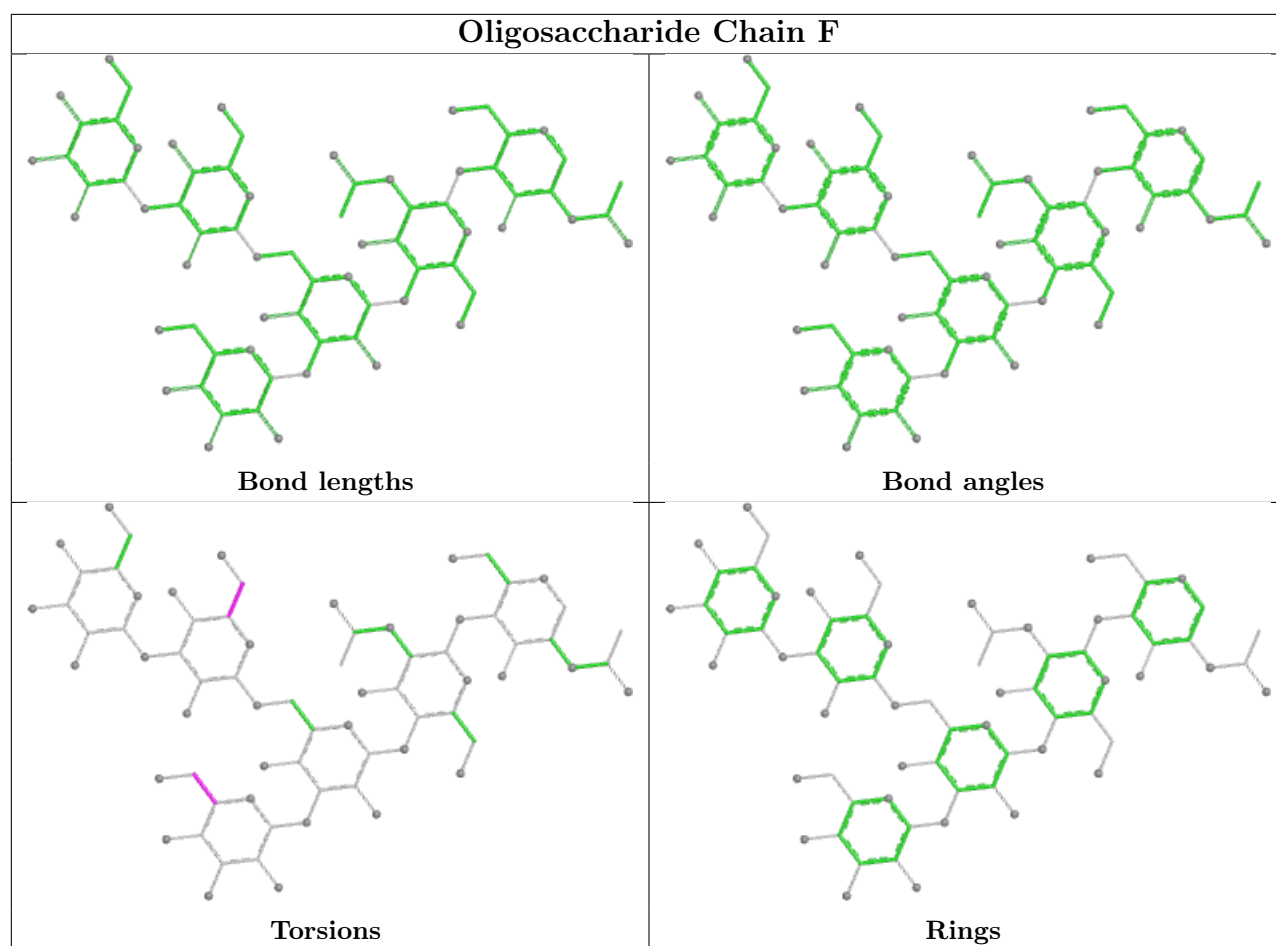 Oligosaccharide Chain F
Bond lengths
Bond angles
Torsions
Rings